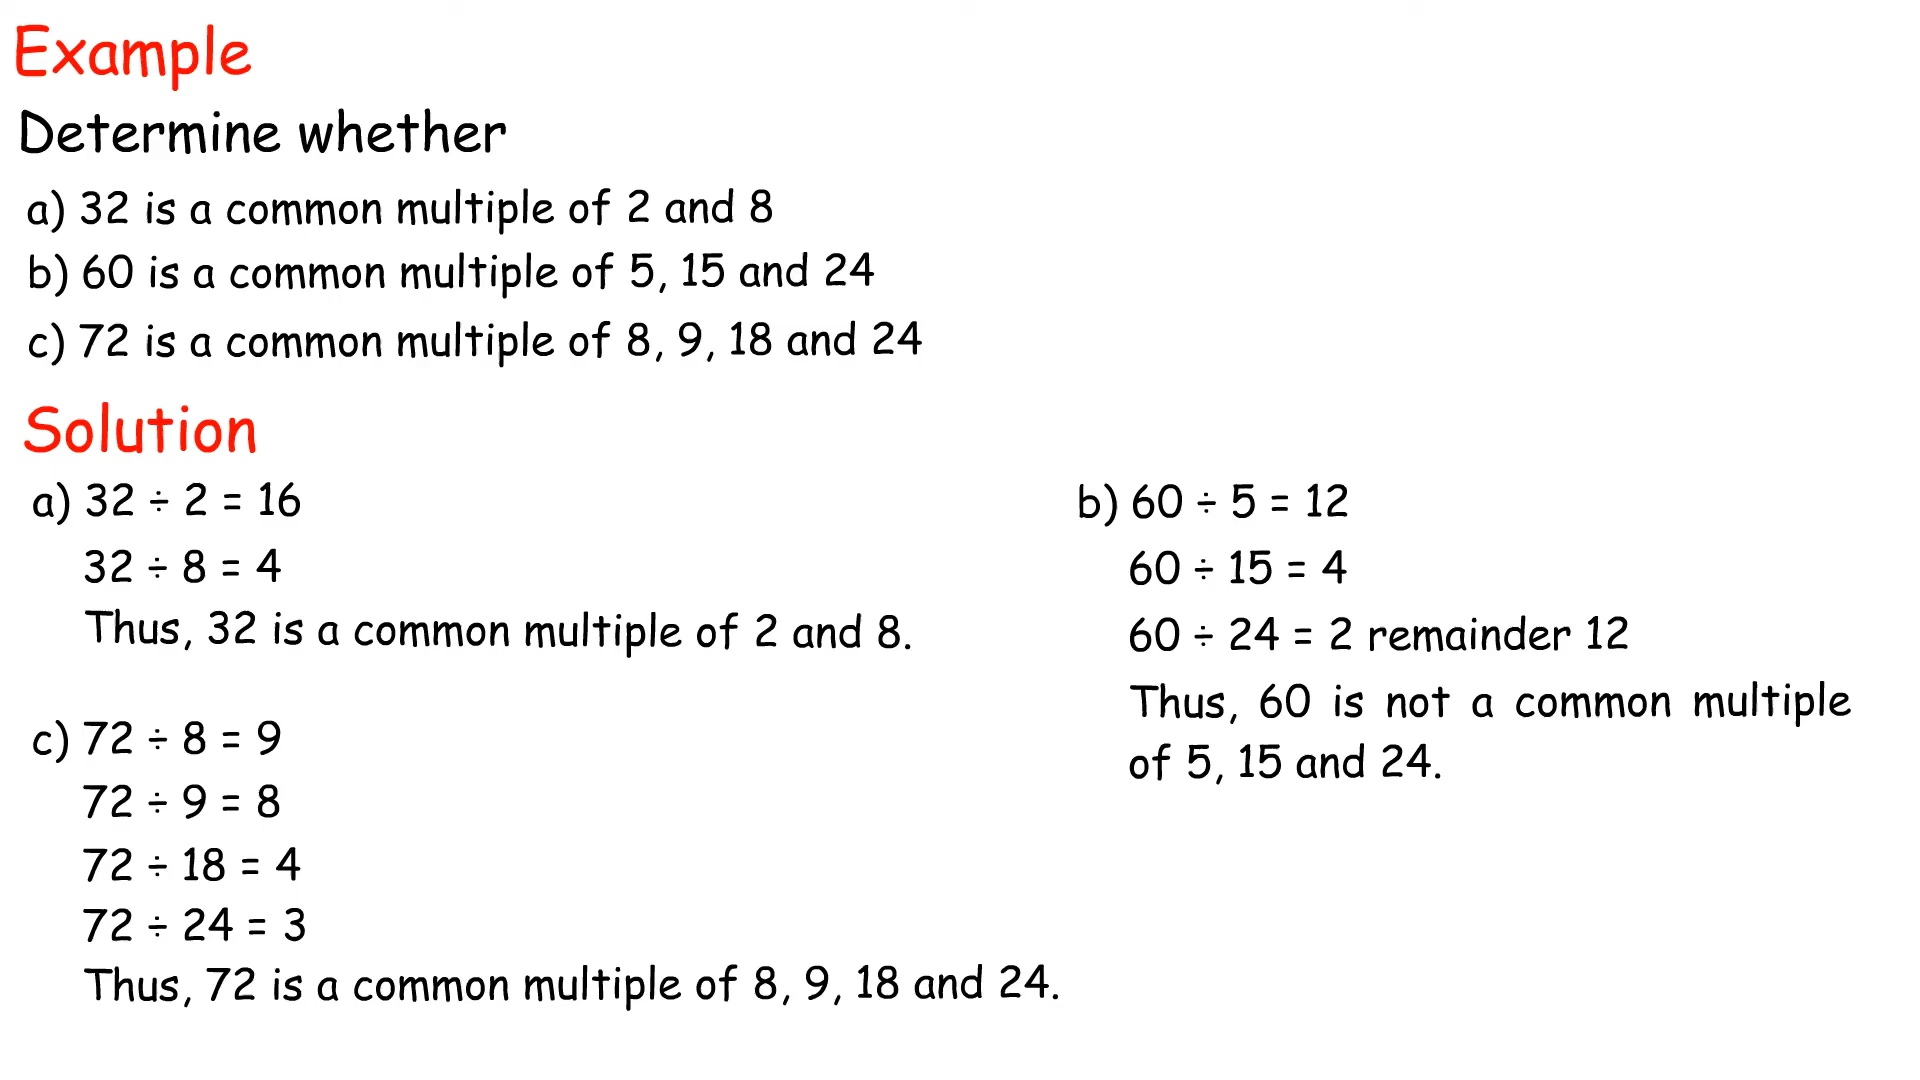 Example
Determine whether
a) 32 is a common multiple of 2 and 8
b) 60 is a common multiple of 5, 15 and 24
c) 72 is a common multiple of 8, 9, 18 and 24
Solution
a) 32 ÷ 2 = 16
32 ÷ 8 = 4
Thus, 32 is a common multiple of 2 and 8.
b) 60 ÷ 5 = 12
60 ÷ 15 = 4
60 ÷ 24 = 2 remainder 12
Thus, 60 is not a common multiple
of 5, 15 and 24.
c) 72 ÷ 8 = 9
72 ÷ 9 = 8
72 ÷ 18 = 4
72 ÷ 24 = 3
Thus, 72 is a common multiple of 8, 9, 18 and 24.